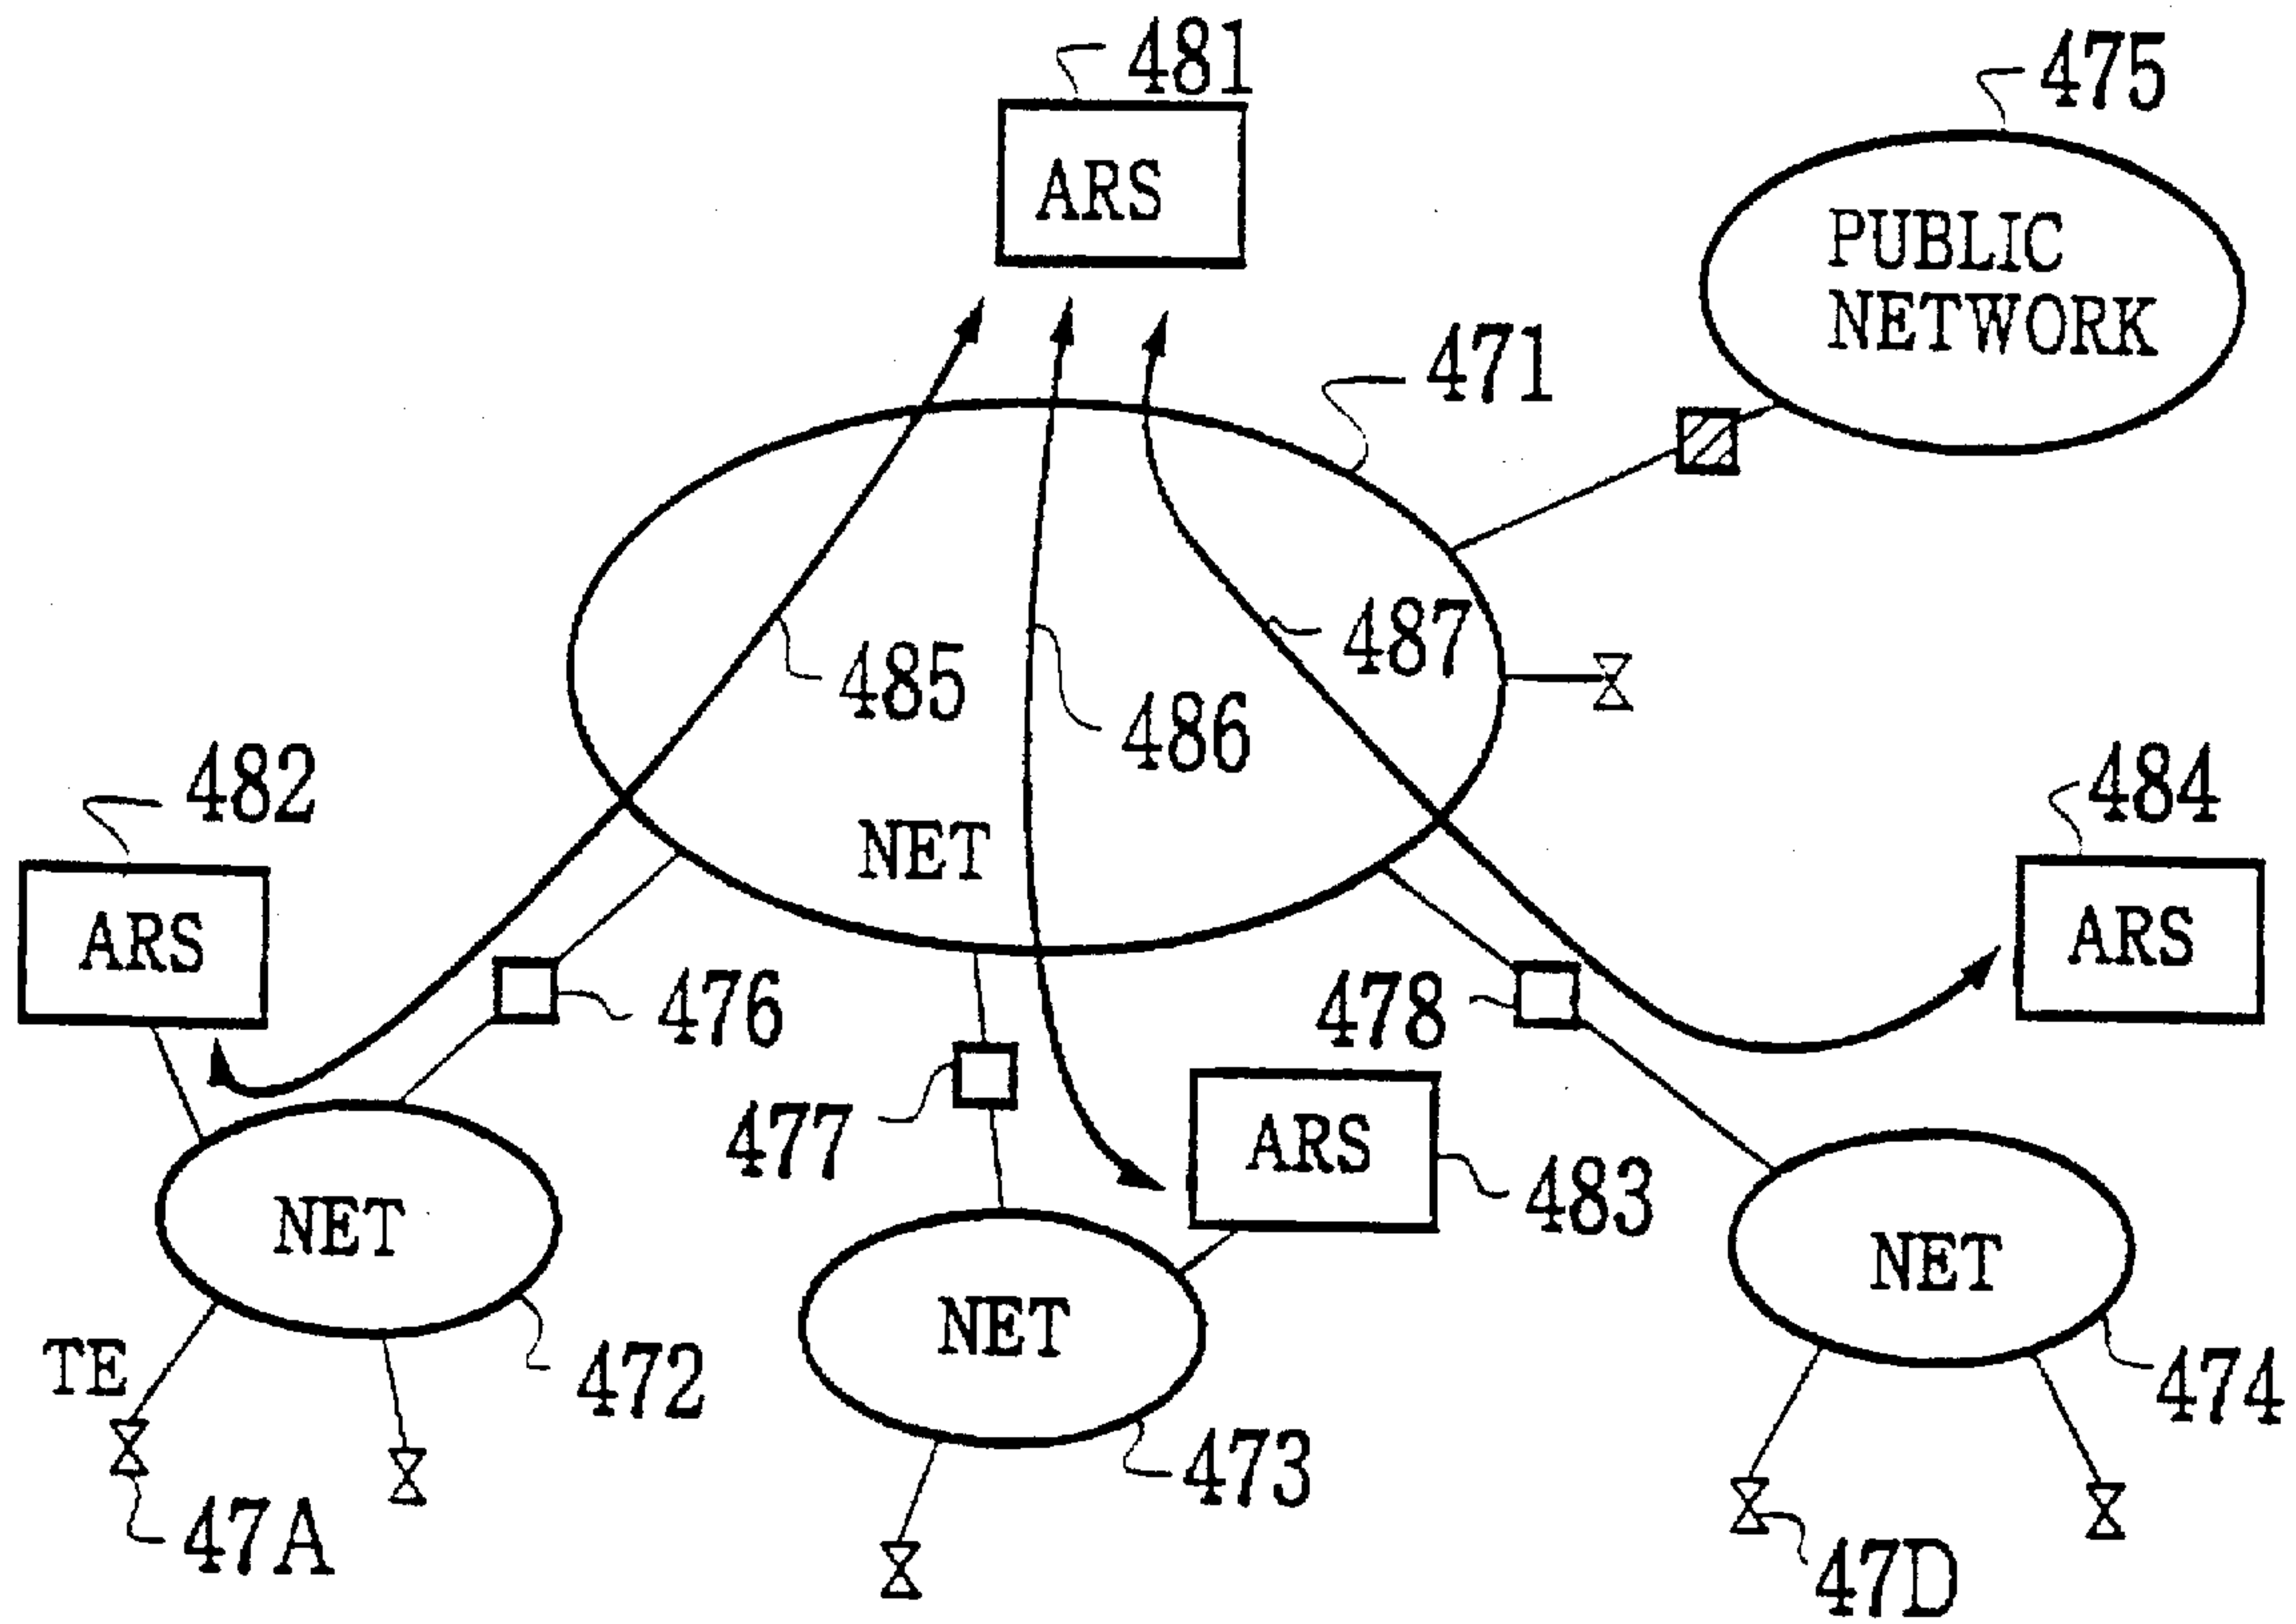 481
475
ARS
PUBLIC
NETWORK
471
485
486
487
482
NET
484
ARS
ARS
476
478
477
ARS
483
NET
NET
NET
TE
472
473
474
47A
47D